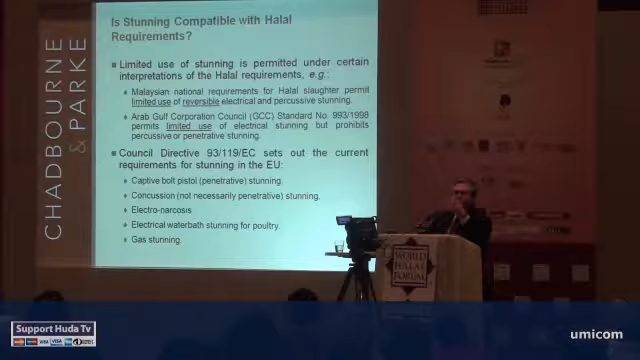 Is Stunning Compatible with Halal
Requirements?
Limited use of stunning is permitted under certain
interpretations of the Halal requirements, e.g.:
Malaysian national requirements for Halal slaughter permit
limited use of reversible electrical and percussive stunning.
Arab Gulf Corporation Council (GCC) Standard No. 993/1998
permits limited use of electrical stunning but prohibits
percussive or penetrative stunning.
Council Directive 93/119/EC sets out the current
requirements for stunning in the EU:
Captive bolt pistol (penetrative) stunning.
Concussion (not necessarily penetrative) stunning.
Electro-narcosis
Electrical waterbath stunning for poultry.
Gas stunning.
CHADBOURNE
& PARKE
WORLD
HALAL
FORUM
Support Huda Tv
VISA
VISA
umicom